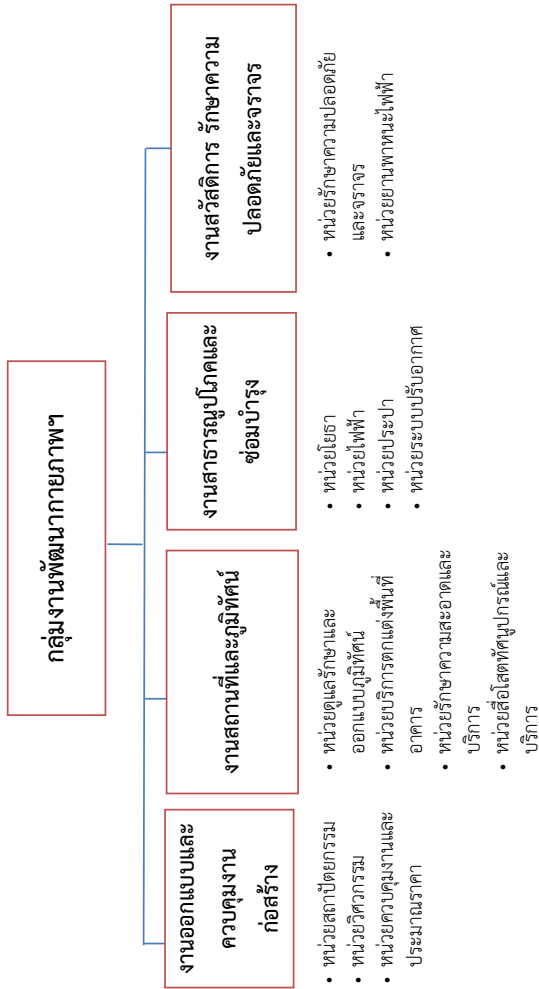 กลุ่มงานพัฒนากายภาพฯ
งานออกแบบและ
ควบคุมงาน
ก่อสร้าง
• หน่วยสถาปัตยกรรม
• หน่วยวิศวกรรม
• หน่วยควบคุมงานและ
ประมาณราคา
งานสถานที่และภูมิทัศน์
• หน่วยดูแลรักษาและ
ออกแบบภูมิทัศน์
• หน่วยบริการตกแต่งพื้นที่
อาคาร
• หน่วยรักษาความสะอาดและ
บริการ
• หน่วยสื่อโสตทัศนูปกรณ์และ
บริการ
งานสาธารณูปโภคและ
ซ่อมบำรุง
• หน่วยโยธา
• หน่วยไฟฟ้า
• หน่วยประปา
• หน่วยระบบปรับอากาศ
งานสวัสดิการ รักษาความ
ปลอดภัยและจราจร
• หน่วยรักษาความปลอดภัย
และจราจร
• หน่วยยานพาหนะไฟฟ้า